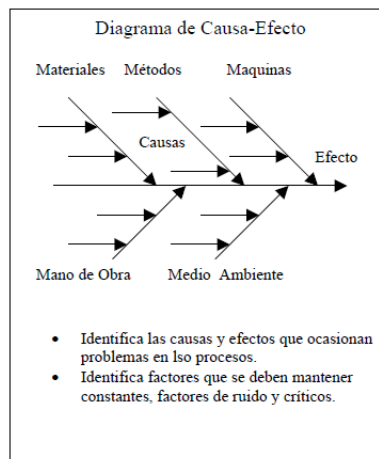 Diagrama de Causa-Efecto
Materiales Métodos Maquinas
Causas
Efecto
Mano de Obra Medio Ambiente
• Identifica las causas y efectos que ocasionan
problemas en lso procesos.
• Identifica factores que se deben mantener
constantes, factores de ruido y críticos.